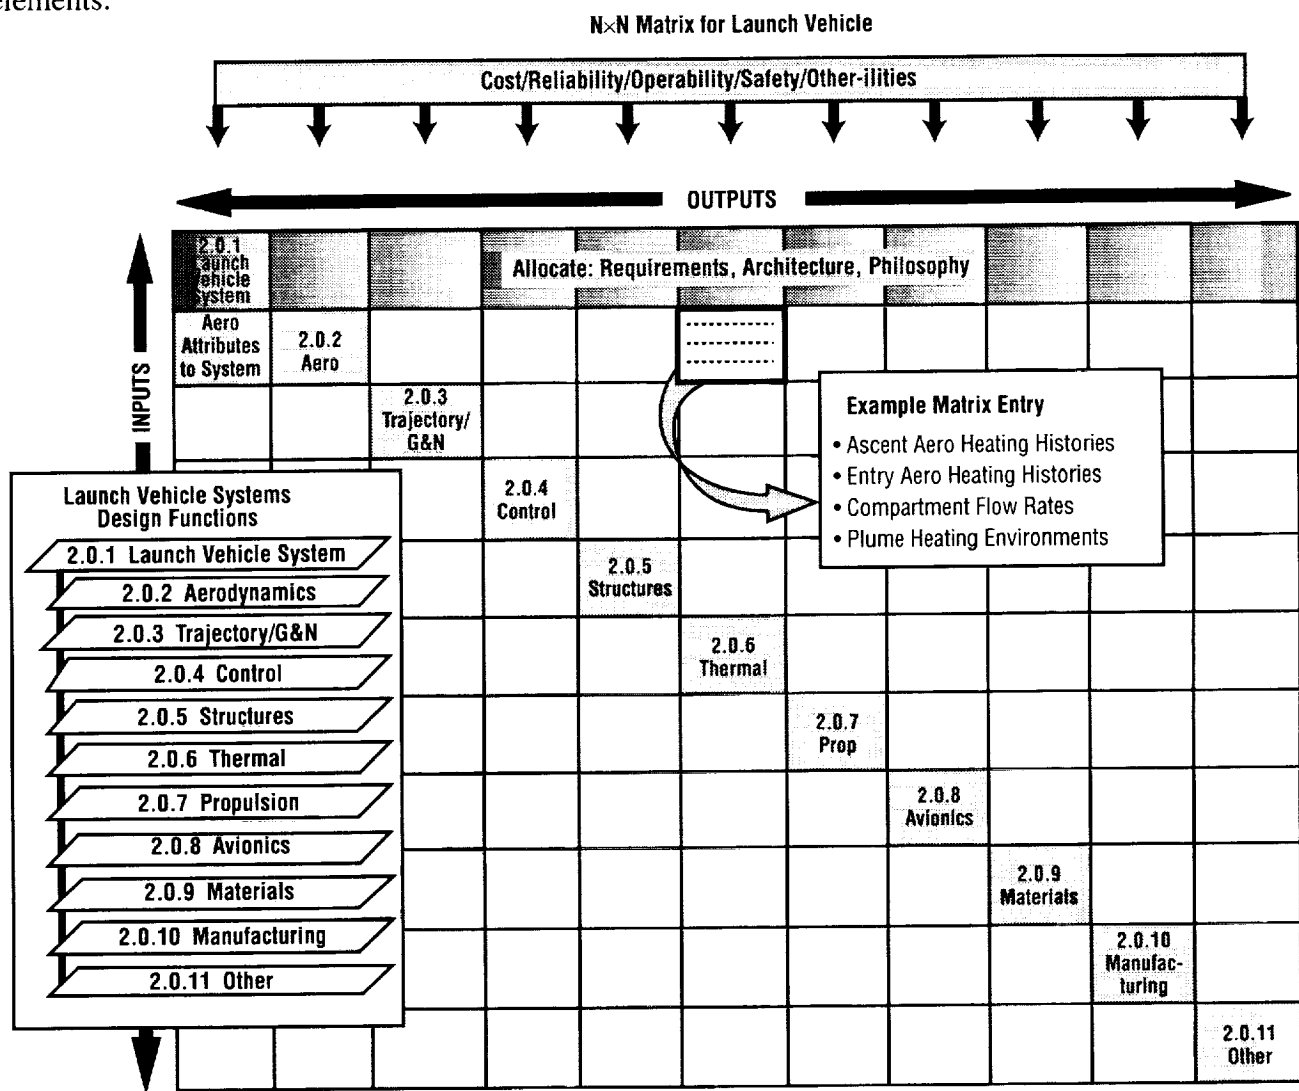 elements.
N×N Matrix for Launch Vehicle
Cost/Reliability/Operability/Safety/Other-ilities
OUTPUTS
INPUTS
2.0.1
Launch
Vehicle
System
Allocate: Requirements, Architecture, Philosophy
Aero
Attributes
to System
2.0.2
Aero
2.0.3
Trajectory/
G&N
Example Matrix Entry
• Ascent Aero Heating Histories
• Entry Aero Heating Histories
• Compartment Flow Rates
• Plume Heating Environments
2.0.4
Control
2.0.5
Structures
2.0.6
Thermal
2.0.7
Prop
2.0.8
Avionics
2.0.9
Materials
2.0.10
Manufac-
turing
2.0.11
Other
Launch Vehicle Systems
Design Functions
2.0.1 Launch Vehicle System
2.0.2 Aerodynamics
2.0.3 Trajectory/G&N
2.0.4 Control
2.0.5 Structures
2.0.6 Thermal
2.0.7 Propulsion
2.0.8 Avionics
2.0.9 Materials
2.0.10 Manufacturing
2.0.11 Other